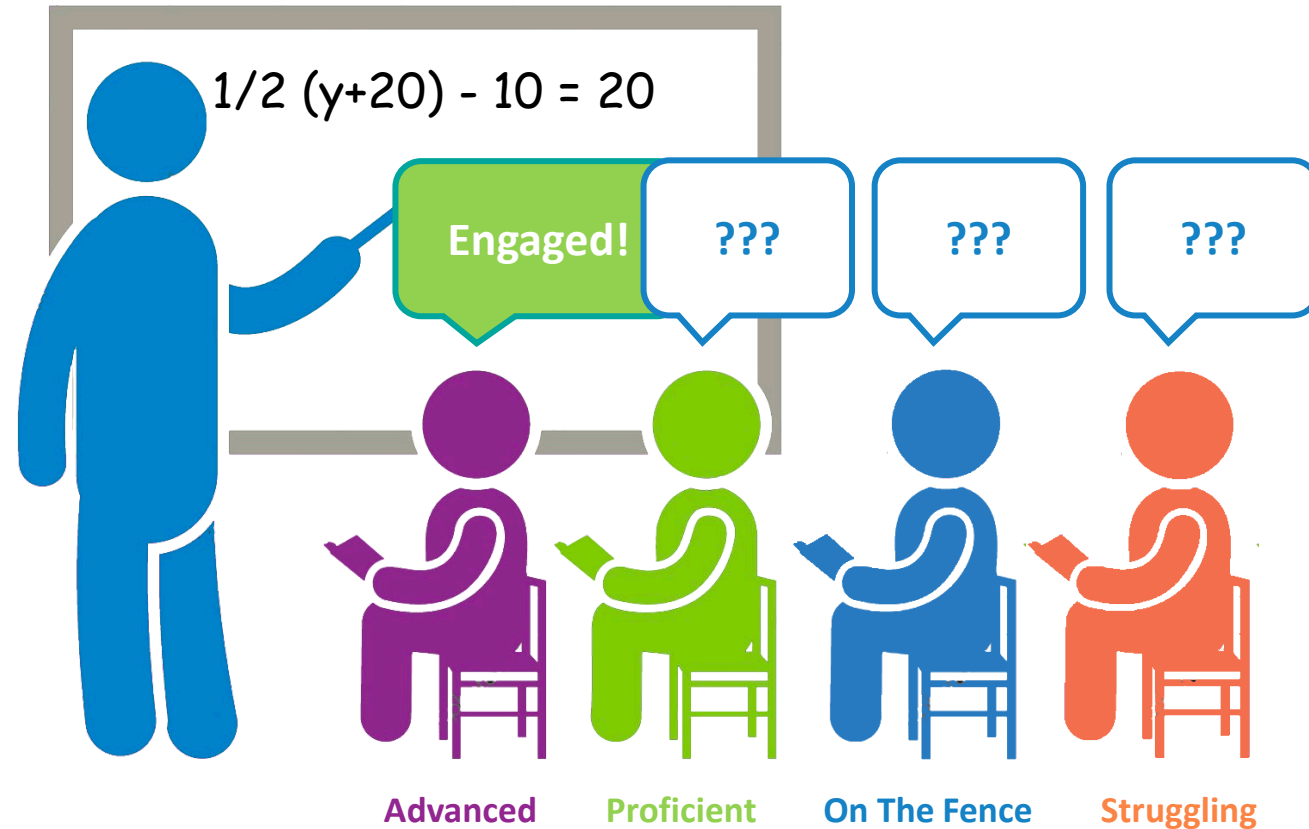 1/2 (y+20) - 10 = 20
Engaged!
???
???
???
Advanced
Proficient
On The Fence
Struggling